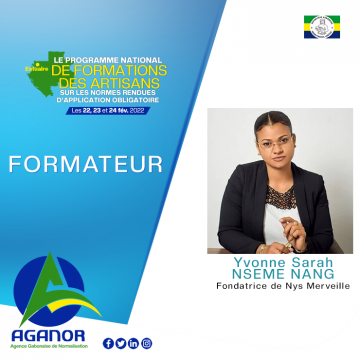 LE PROGRAMME NATIONAL
Estuaire
DE FORMATIONS
DES ARTISANS
SUR LES NORMES RENDUES
D'APPLICATION OBLIGATOIRE
Les 22, 23 et 24 fév. 2022
FORMATEUR
Yvonne Sarah
NSEME NANG
Fondatrice de Nys Merveille
AGANOR
Agence Gabonaise de Normalisation